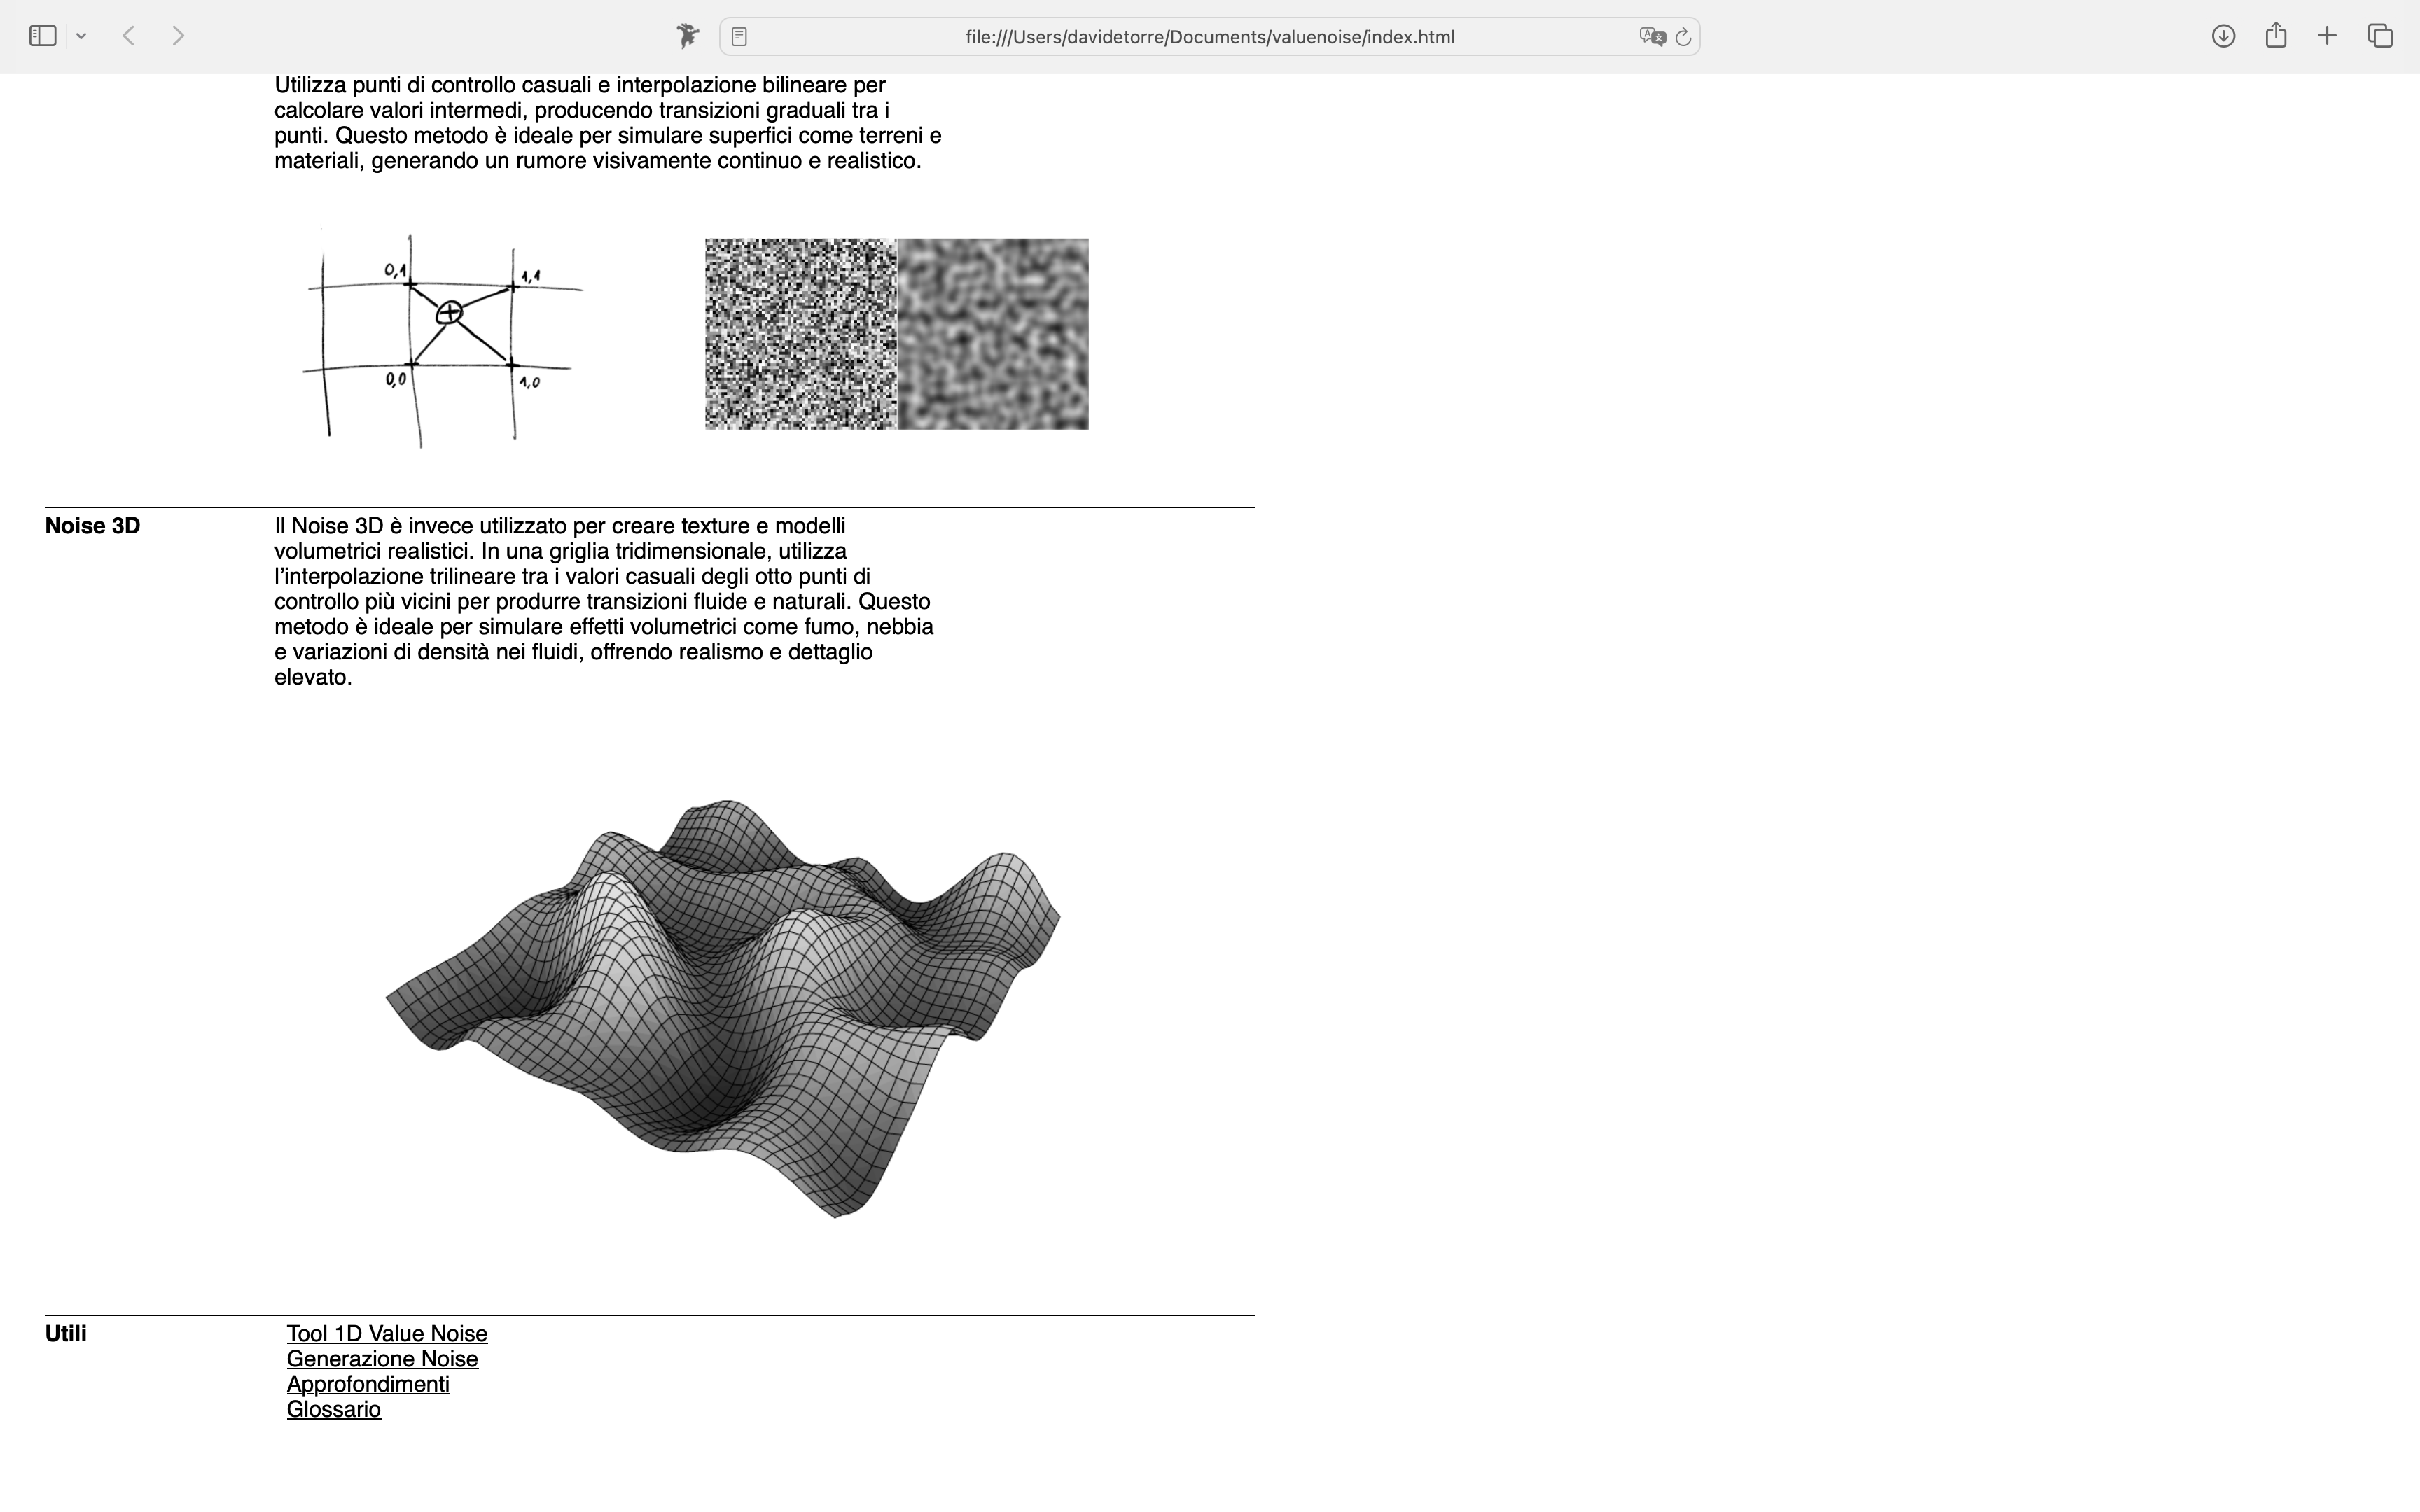 file:///Users/davidetorre/Documents/valuenoise/index.html
Utilizza punti di controllo casuali e interpolazione bilineare per
calcolare valori intermedi, producendo transizioni graduali tra i
punti. Questo metodo è ideale per simulare superfici come terreni e
materiali, generando un rumore visivamente continuo e realistico.
0,1
1,1
0,0
1,0
Noise 3D
Il Noise 3D è invece utilizzato per creare texture e modelli
volumetrici realistici. In una griglia tridimensionale, utilizza
l’interpolazione trilineare tra i valori casuali degli otto punti di
controllo più vicini per produrre transizioni fluide e naturali. Questo
metodo è ideale per simulare effetti volumetrici come fumo, nebbia
e variazioni di densità nei fluidi, offrendo realismo e dettaglio
elevato.
Utili
Tool 1D Value Noise
Generazione Noise
Approfondimenti
Glossario